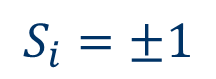 Sᵢ = ±1